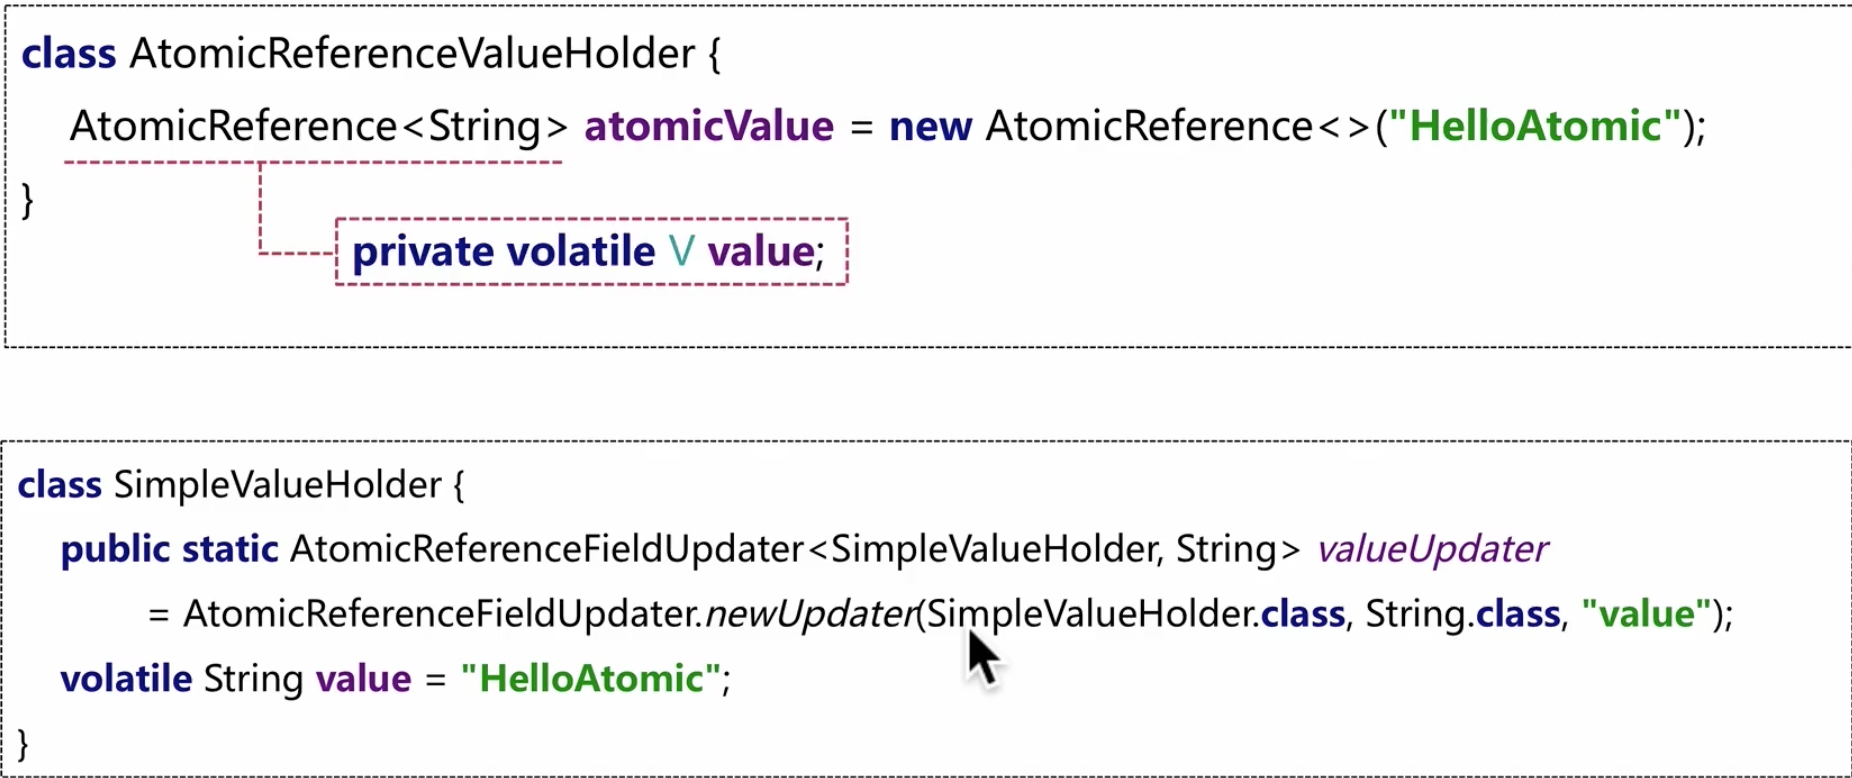 class AtomicReferenceValueHolder {
AtomicReference<String> atomicValue = new AtomicReference<>("HelloAtomic");
}
private volatile V value;
class SimpleValueHolder {
public static AtomicReferenceFieldUpdater<SimpleValueHolder, String> valueUpdater
= AtomicReferenceFieldUpdater.newUpdater(SimpleValueHolder.class, String.class, "value");
volatile String value = "HelloAtomic";
}